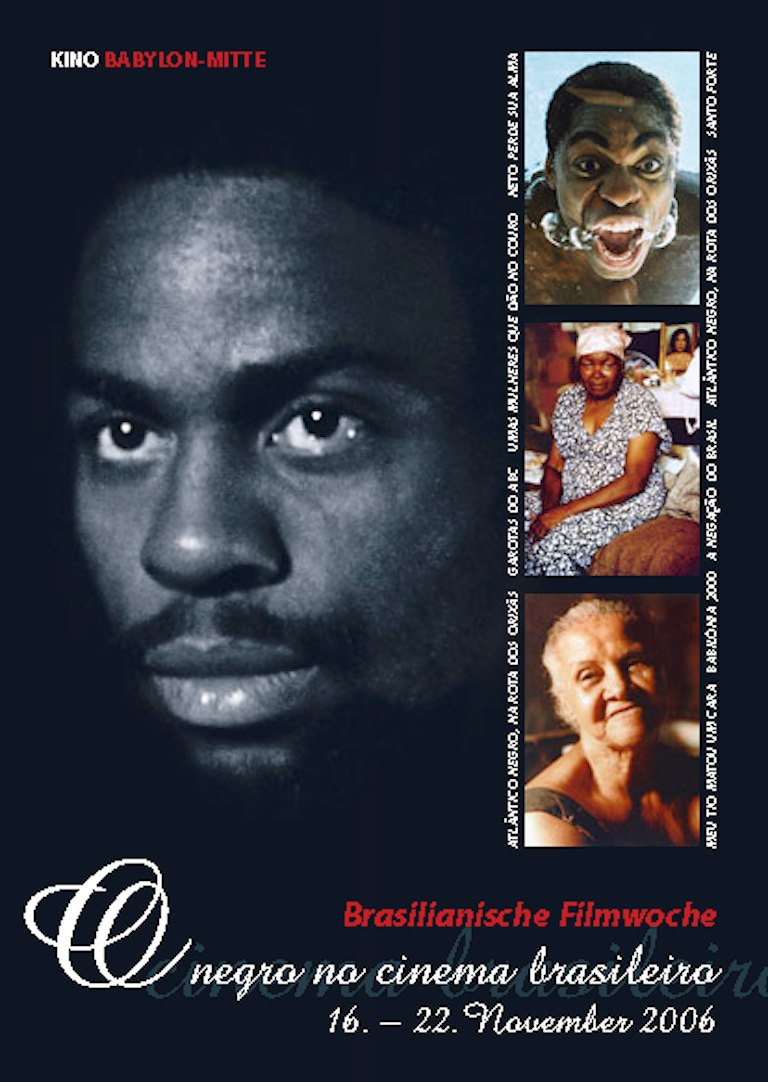 KINO BABYLON-MITTE
ATLÂNTICO NEGRO, NA ROTA DOS ORIXÁS GAROTAS DO ABC UMAS MULHERES QUE DÃO NO COURO NETO PERDE SUA ALMA
MEU TIO MATOU UM CARA BABILÔNIA 2000 A NEGAÇÃO DO BRASIL ATLÂNTICO NEGRO, NA ROTA DOS ORIXÁS SANTO FORTE
Brasilianische Filmwoche
cinema brasileiro
O negro no cinema brasileiro
16. – 22. November 2006